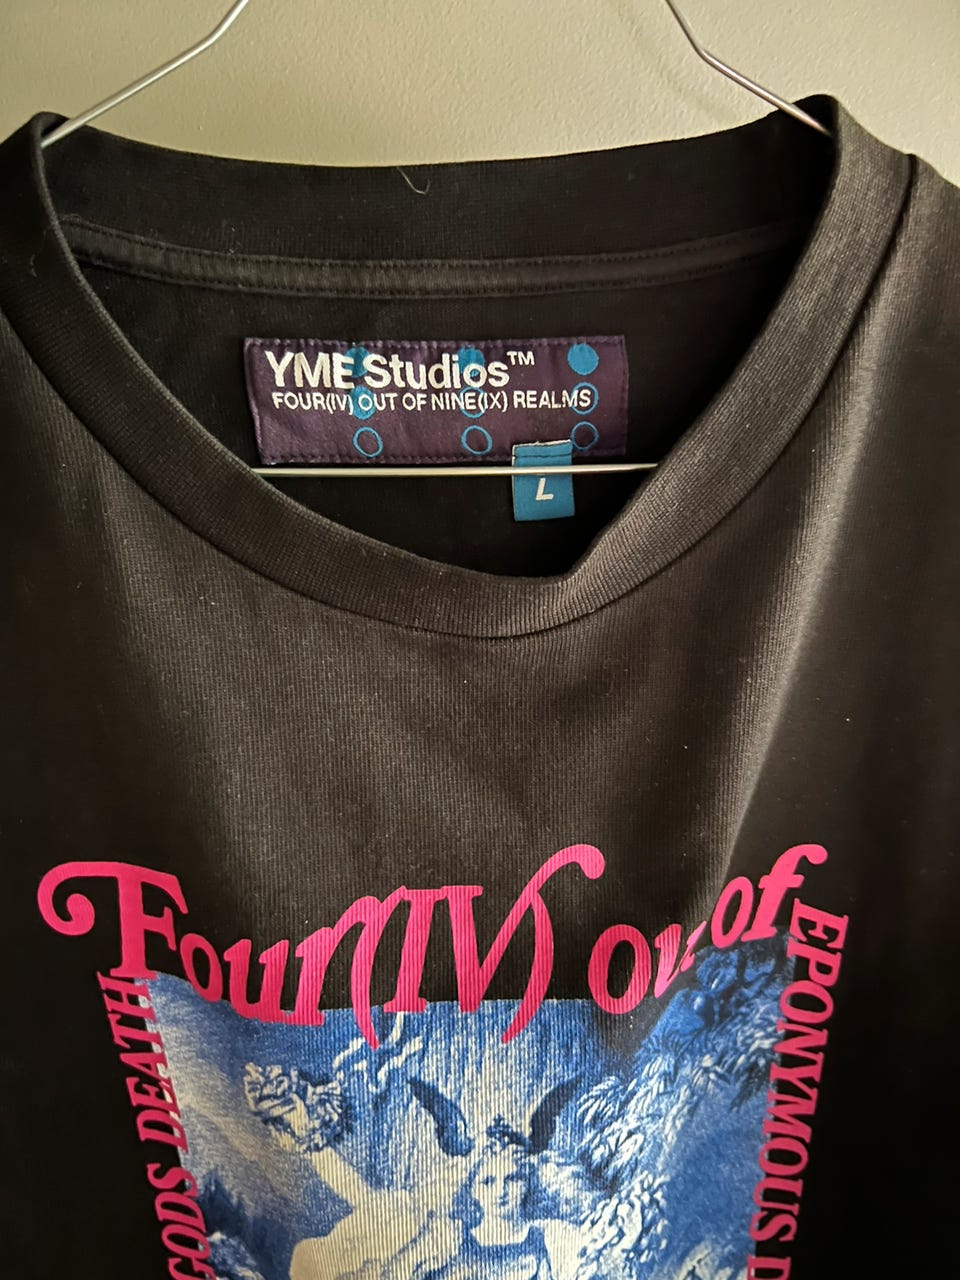 YME Studios™
FOUR(IV) OUT OF NINE(IX) REALMS
L
Four(IV) out of
GODS DEATH
EPONYMOUS